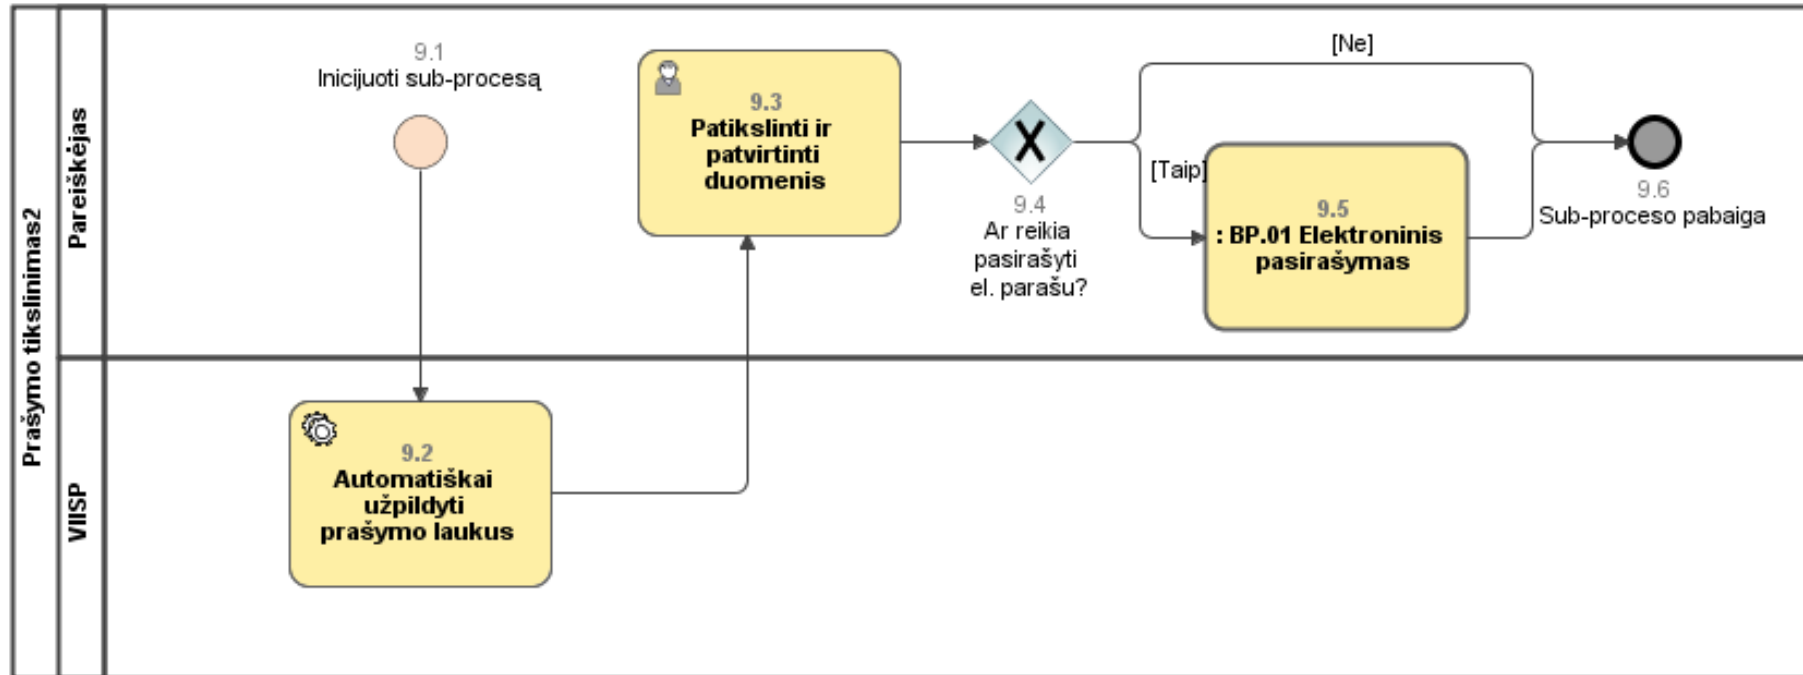 Prašymo tikslinimas2
Pareiškėjas
9.1
Inicijuoti sub-procesą
9.3
Patikslinti ir
patvirtinti
duomenis
9.4
Ar reikia
pasirašyti
el. parašu?
[Ne]
[Taip]
9.5
: BP.01 Elektroninis
pasirašymas
9.6
Sub-proceso pabaiga
VIISP
9.2
Automatiškai
užpildyti
prašymo laukus